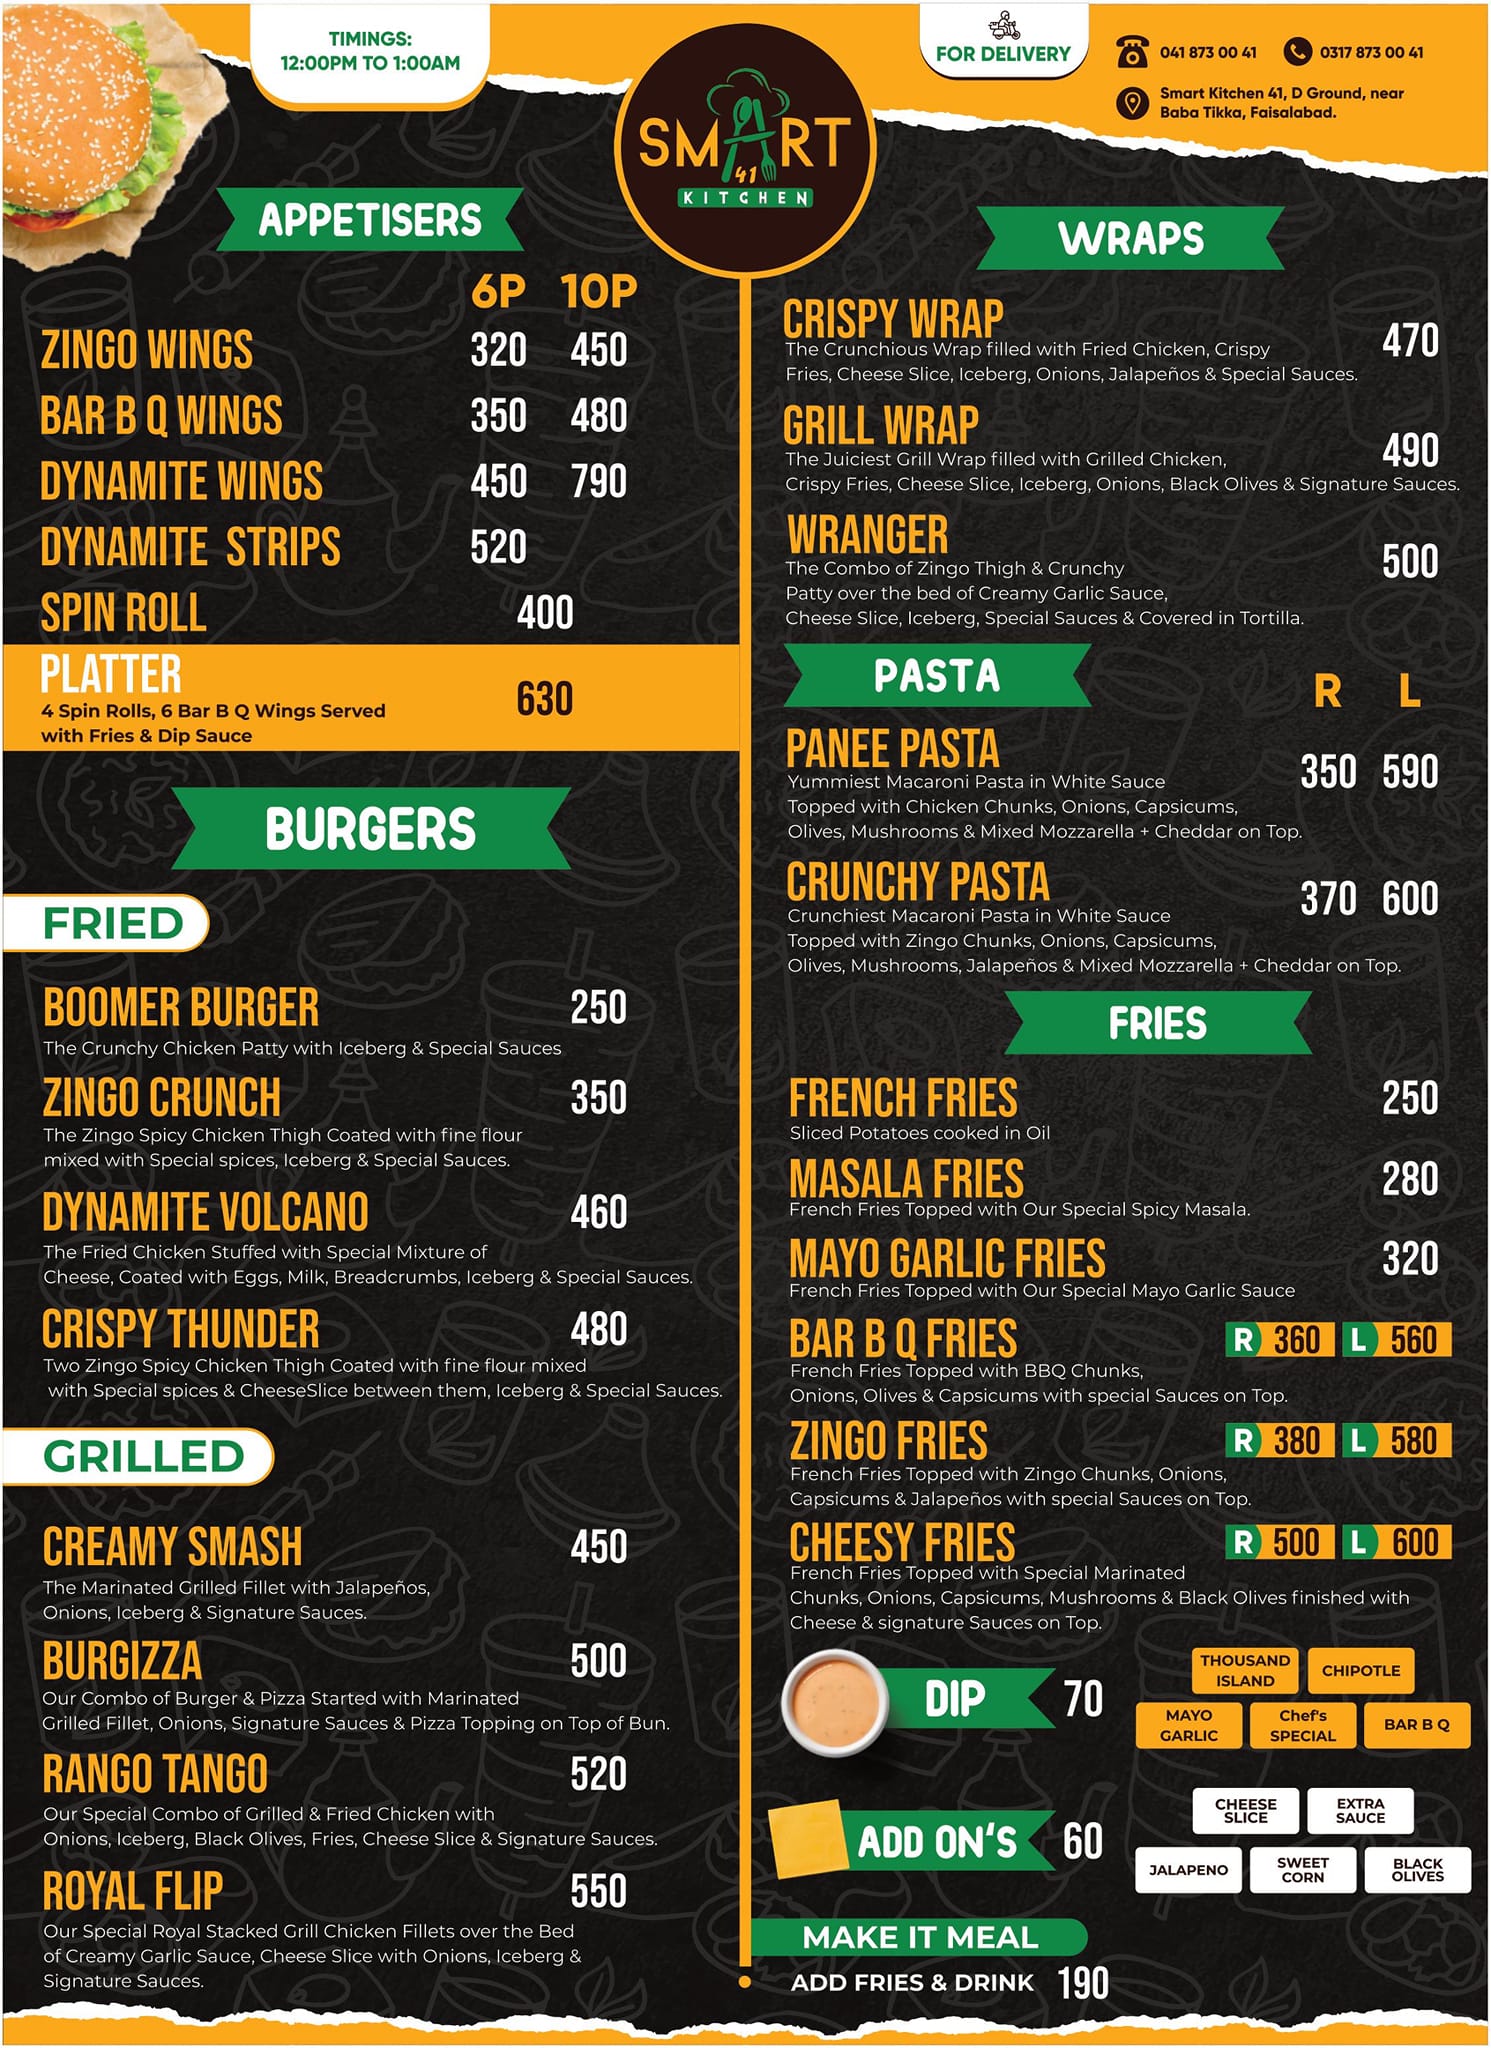 TIMINGS:
12:00PM TO 1:00AM
SMART
41
KITCHEN
FOR DELIVERY
041 873 00 41
0317 873 00 41
Smart Kitchen 41, D Ground, near
Baba Tikka, Faisalabad.
APPETISERS
6P 10P
ZINGO WINGS 320 450
BAR B Q WINGS 350 480
DYNAMITE WINGS 450 790
DYNAMITE STRIPS 520
SPIN ROLL 400
PLATTER 630
4 Spin Rolls, 6 Bar B Q Wings Served
with Fries & Dip Sauce
BURGERS
FRIED
BOOMER BURGER 250
The Crunchy Chicken Patty with Iceberg & Special Sauces
ZINGO CRUNCH 350
The Zingo Spicy Chicken Thigh Coated with fine flour
mixed with Special spices, Iceberg & Special Sauces.
DYNAMITE VOLCANO 460
The Fried Chicken Stuffed with Special Mixture of
Cheese, Coated with Eggs, Milk, Breadcrumbs, Iceberg & Special Sauces.
CRISPY THUNDER 480
Two Zingo Spicy Chicken Thigh Coated with fine flour mixed
with Special spices & CheeseSlice between them, Iceberg & Special Sauces.
GRILLED
CREAMY SMASH 450
The Marinated Grilled Fillet with Jalapeños,
Onions, Iceberg & Signature Sauces.
BURGIZZA 500
Our Combo of Burger & Pizza Started with Marinated
Grilled Fillet, Onions, Signature Sauces & Pizza Topping on Top of Bun.
RANGO TANGO 520
Our Special Combo of Grilled & Fried Chicken with
Onions, Iceberg, Black Olives, Fries, Cheese Slice & Signature Sauces.
ROYAL FLIP 550
Our Special Royal Stacked Grill Chicken Fillets over the Bed
of Creamy Garlic Sauce, Cheese Slice with Onions, Iceberg &
Signature Sauces.
WRAPS
CRISPY WRAP 470
The Crunchious Wrap filled with Fried Chicken, Crispy
Fries, Cheese Slice, Iceberg, Onions, Jalapeños & Special Sauces.
GRILL WRAP 490
The Juiciest Grill Wrap filled with Grilled Chicken,
Crispy Fries, Cheese Slice, Iceberg, Onions, Black Olives & Signature Sauces.
WRANGER 500
The Combo of Zingo Thigh & Crunchy
Patty over the bed of Creamy Garlic Sauce,
Cheese Slice, Iceberg, Special Sauces & Covered in Tortilla.
PASTA R L
PANEE PASTA 350 590
Yummiest Macaroni Pasta in White Sauce
Topped with Chicken Chunks, Onions, Capsicums,
Olives, Mushrooms & Mixed Mozzarella + Cheddar on Top.
CRUNCHY PASTA 370 600
Crunchiest Macaroni Pasta in White Sauce
Topped with Zingo Chunks, Onions, Capsicums,
Olives, Mushrooms, Jalapeños & Mixed Mozzarella + Cheddar on Top.
FRIES
FRENCH FRIES 250
Sliced Potatoes cooked in Oil
MASALA FRIES 280
French Fries Topped with Our Special Spicy Masala.
MAYO GARLIC FRIES 320
French Fries Topped with Our Special Mayo Garlic Sauce
BAR B Q FRIES R 360 L 560
French Fries Topped with BBQ Chunks,
Onions, Olives & Capsicums with special Sauces on Top.
ZINGO FRIES R 380 L 580
French Fries Topped with Zingo Chunks, Onions,
Capsicums & Jalapeños with special Sauces on Top.
CHEESY FRIES R 500 L 600
French Fries Topped with Special Marinated
Chunks, Onions, Capsicums, Mushrooms & Black Olives finished with
Cheese & signature Sauces on Top.
DIP 70
THOUSAND
ISLAND
CHIPOTLE
MAYO
GARLIC
Chef's
SPECIAL
BAR B Q
ADD ON'S 60
CHEESE
SLICE
EXTRA
SAUCE
JALAPENO
SWEET
CORN
BLACK
OLIVES
MAKE IT MEAL
ADD FRIES & DRINK 190